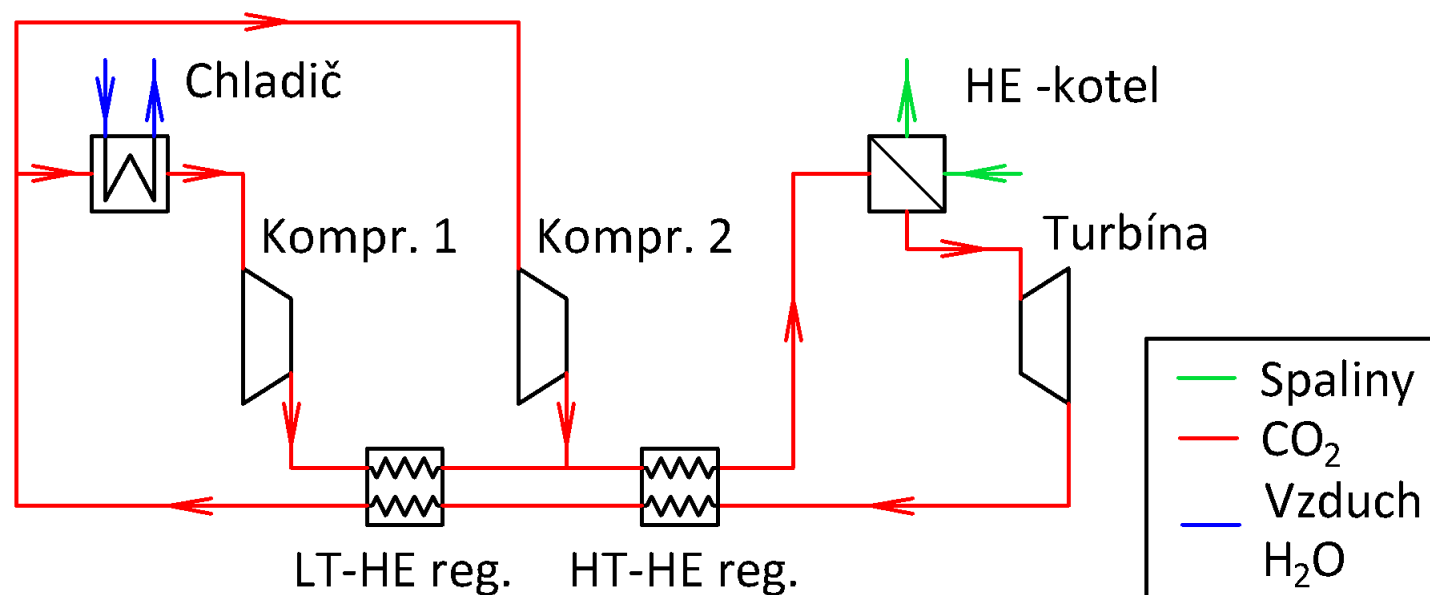 Chladič
HE -kotel
Kompr. 1
Kompr. 2
Turbína
LT-HE reg.
HT-HE reg.
Spaliny
CO₂
Vzduch
H₂O